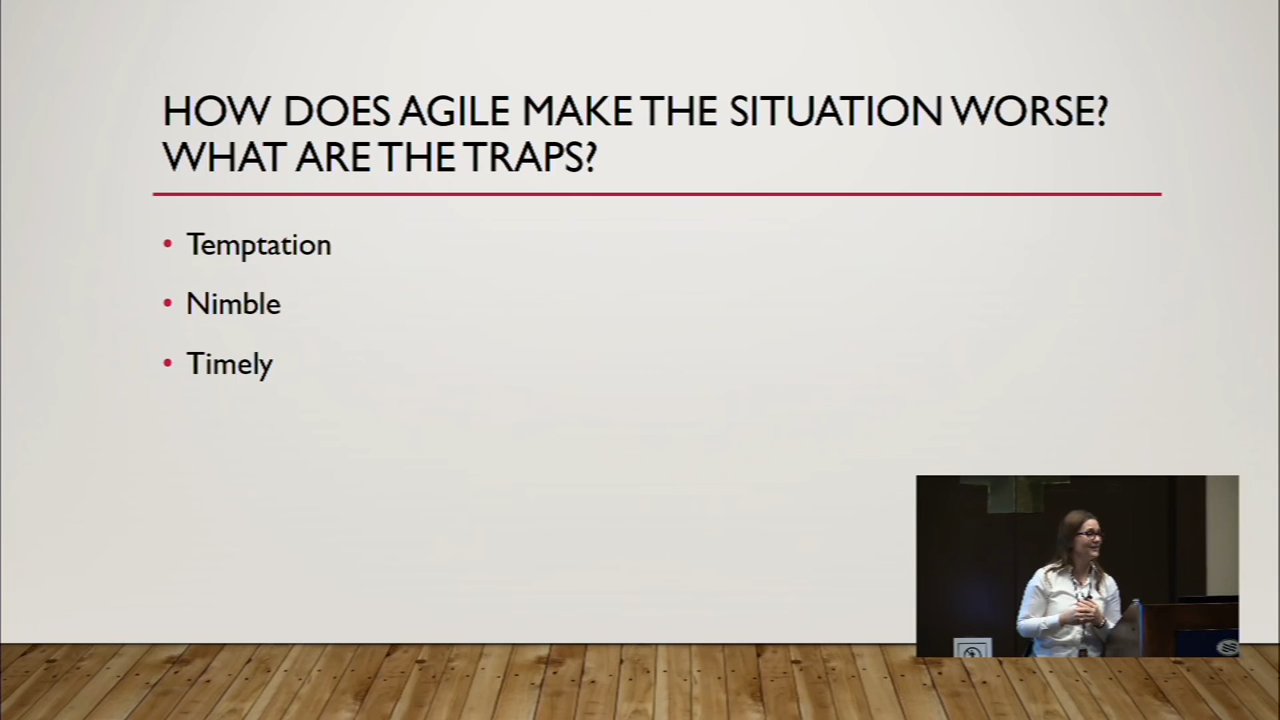 HOW DOES AGILE MAKE THE SITUATION WORSE?
WHAT ARE THE TRAPS?
• Temptation
• Nimble
• Timely